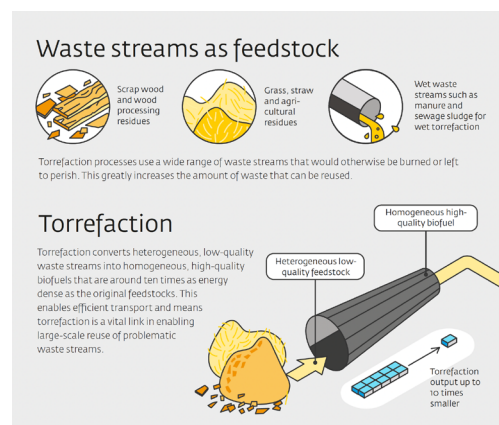 Waste streams as feedstock
Scrap wood
and wood
processing
residues
Grass, straw
and agri-
cultural
residues
Wet waste
streams such as
manure and
sewage sludge for
wet torrefaction
Torrefaction processes use a wide range of waste streams that would otherwise be burned or left
to perish. This greatly increases the amount of waste that can be reused.
Torrefaction
Torrefaction converts heterogeneous, low-quality
waste streams into homogeneous, high-quality
biofuels that are around ten times as energy
dense as the original feedstocks. This
enables efficient transport and means
torrefaction is a vital link in enabling
large-scale reuse of problematic
waste streams.
Homogeneous high-
quality biofuel
Heterogeneous low-
quality feedstock
Torrefaction
output up to
10 times
smaller